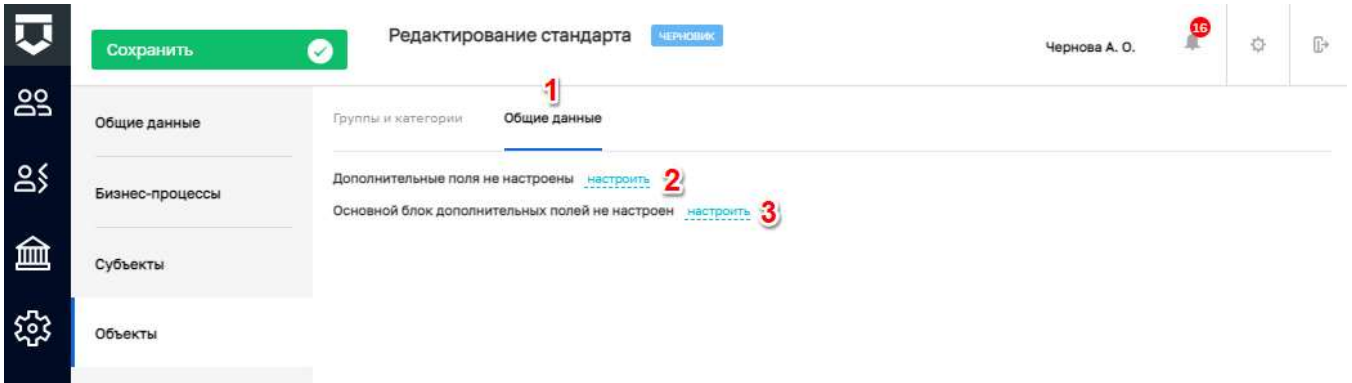 Сохранить
Редактирование стандарта ЧЕРНОВИК
Чернова А. О.
16
1
Общие данные
Группы и категории Общие данные
Дополнительные поля не настроены настроить 2
Бизнес-процессы
Основной блок дополнительных полей не настроен настроить 3
Субъекты
Объекты